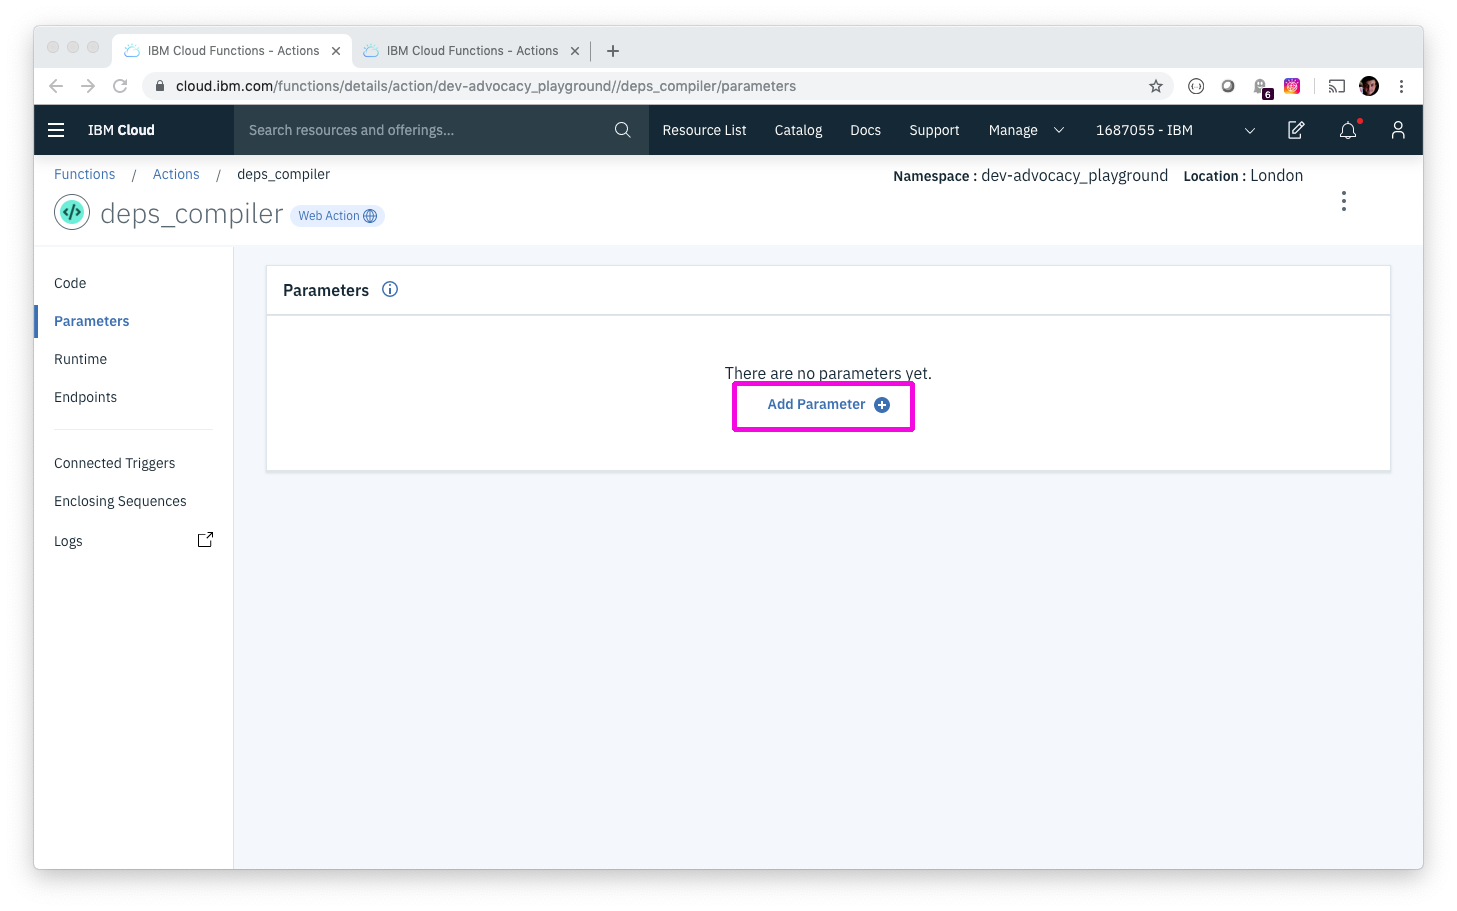 IBM Cloud Functions - Actions
IBM Cloud Functions - Actions
cloud.ibm.com/functions/details/action/dev-advocacy_playground//deps_compiler/parameters
6
IBM Cloud
Search resources and offerings...
Resource List
Catalog
Docs
Support
Manage
1687055 - IBM
Functions / Actions / deps_compiler
Namespace : dev-advocacy_playground Location : London
</> deps_compiler Web Action
Code
Parameters
Runtime
Endpoints
Connected Triggers
Enclosing Sequences
Logs
Parameters
There are no parameters yet.
Add Parameter